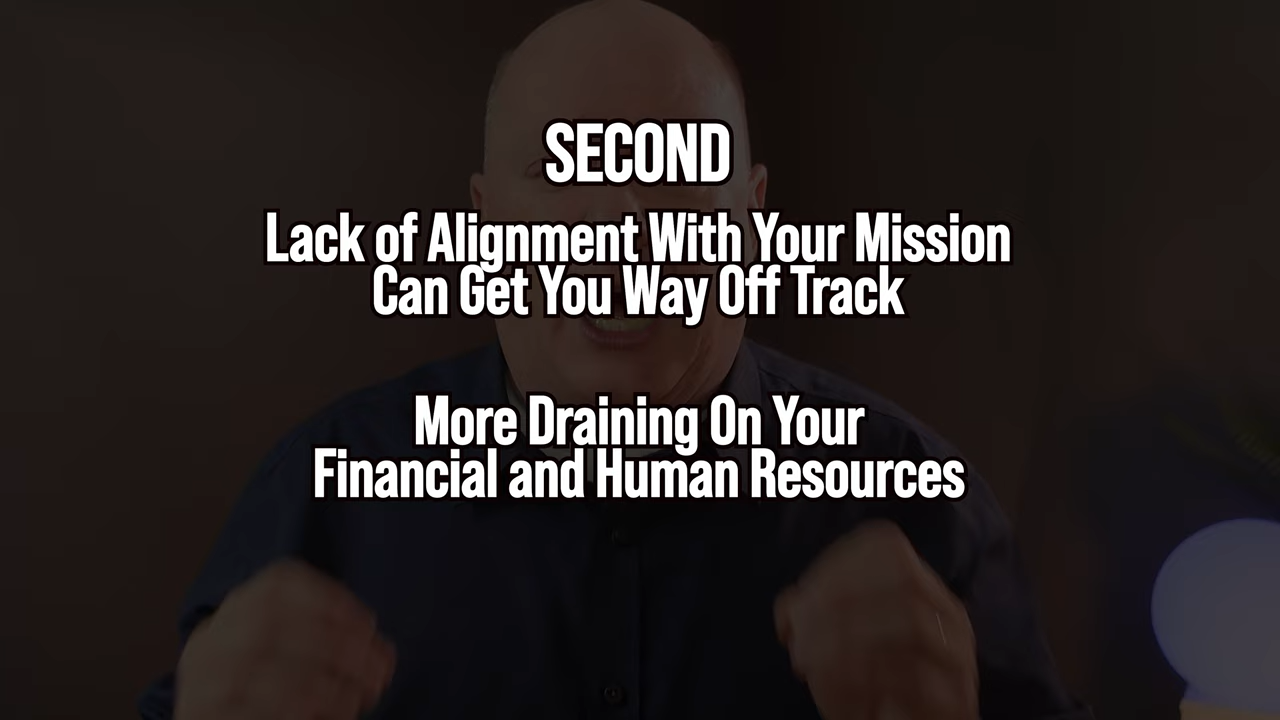 SECOND
Lack of Alignment With Your Mission
Can Get You Way Off Track
More Draining On Your
Financial and Human Resources